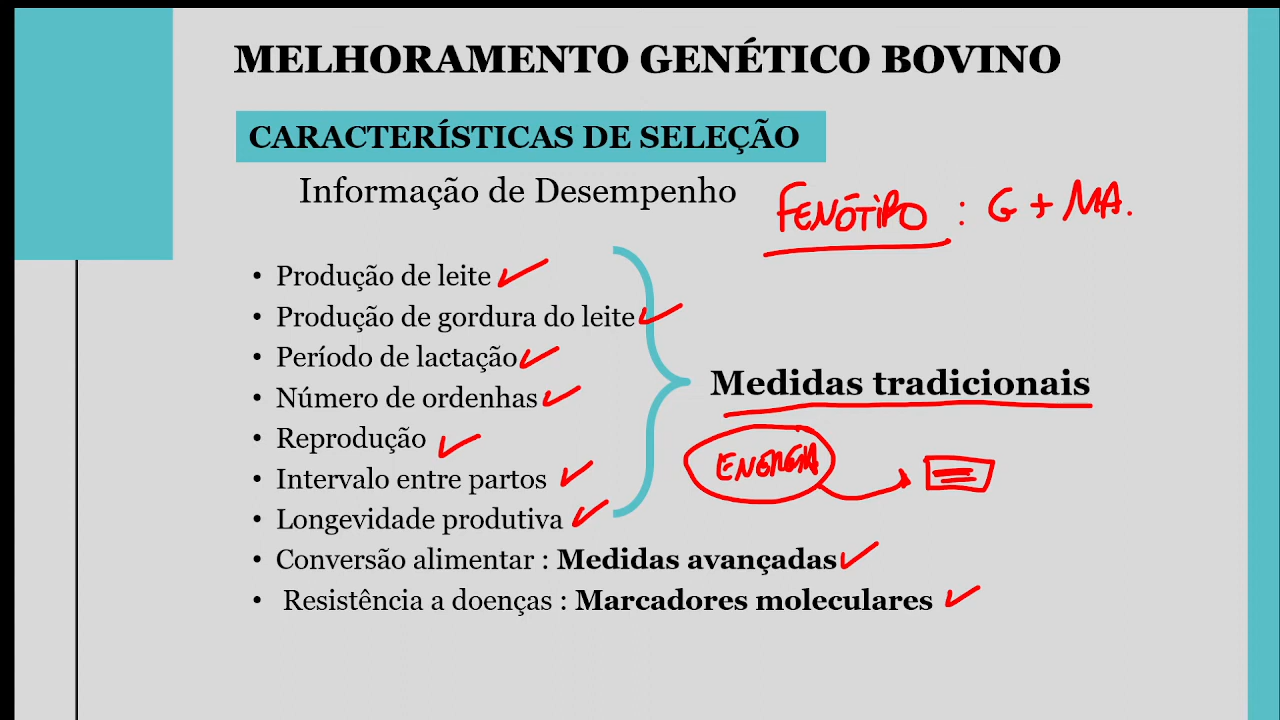 MELHORAMENTO GENÉTICO BOVINO
CARACTERÍSTICAS DE SELEÇÃO
Informação de Desempenho
FENÓTIPO : G + MA.
• Produção de leite
• Produção de gordura do leite
• Período de lactação
• Número de ordenhas
• Reprodução
• Intervalo entre partos
• Longevidade produtiva
Medidas tradicionais
ENERGIA
• Conversão alimentar : Medidas avançadas
• Resistência a doenças : Marcadores moleculares